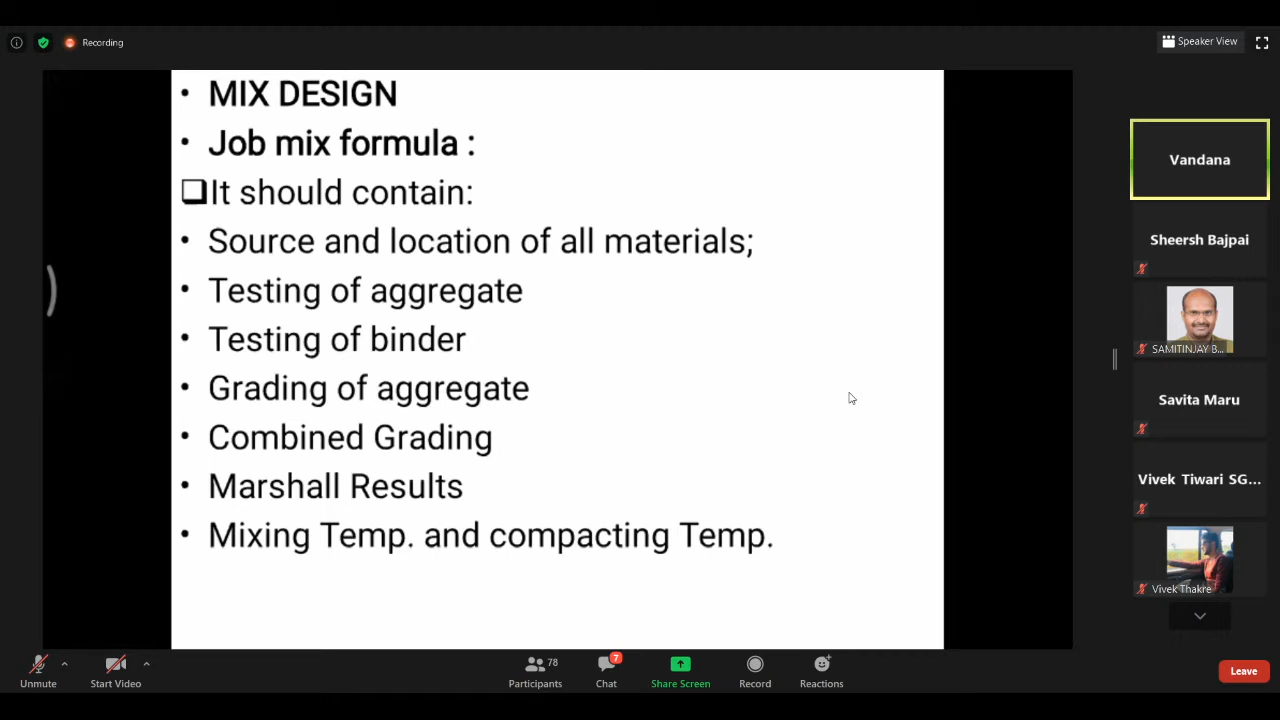 Recording
Speaker View
• MIX DESIGN
• Job mix formula :
❑It should contain:
• Source and location of all materials;
• Testing of aggregate
• Testing of binder
• Grading of aggregate
• Combined Grading
• Marshall Results
• Mixing Temp. and compacting Temp.
Vandana
Sheersh Bajpai
SAMITINJAY B...
Savita Maru
Vivek Tiwari SG...
Vivek Thakre
Unmute
Start Video
78
Participants
7
Chat
Share Screen
Record
Reactions
Leave